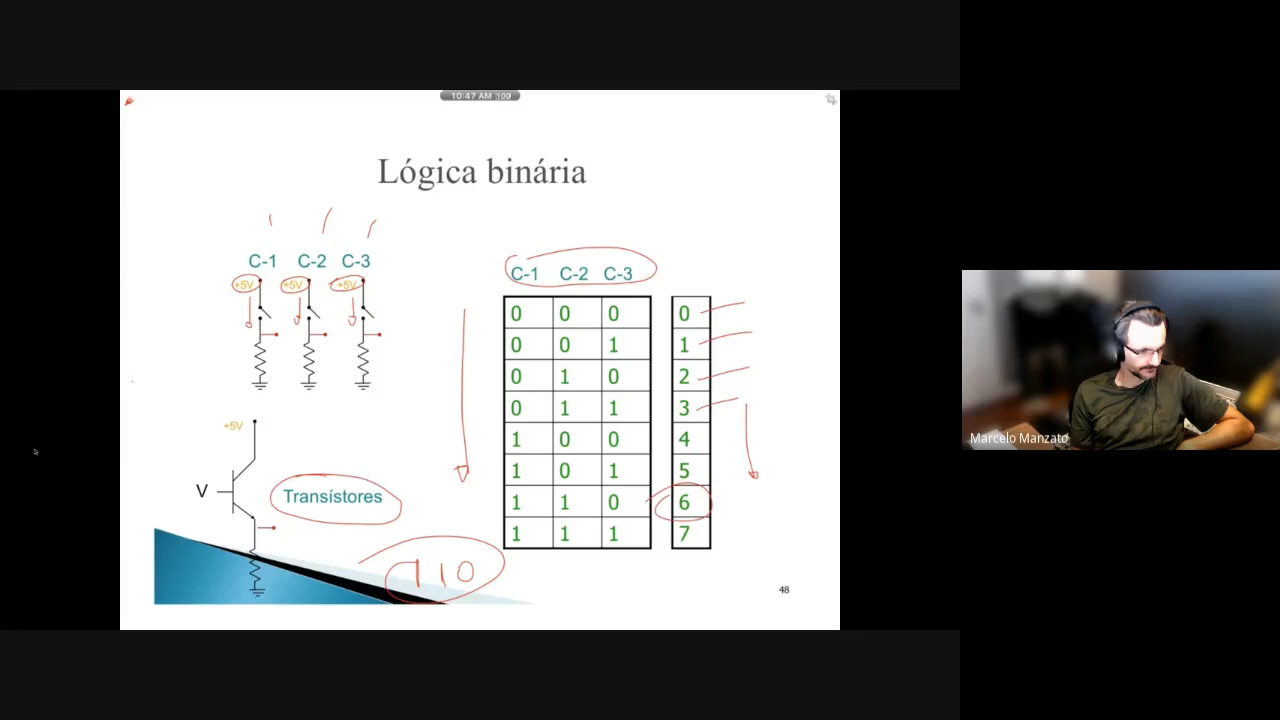 10:47 AM 100
Lógica binária
C-1 C-2 C-3
+5V +5V +5V
C-1 C-2 C-3
0 0 0 0
0 0 1 1
0 1 0 2
0 1 1 3
1 0 0 4
1 0 1 5
1 1 0 6
1 1 1 7
+5V
V
Transístores
110
48
Marcelo Manzato